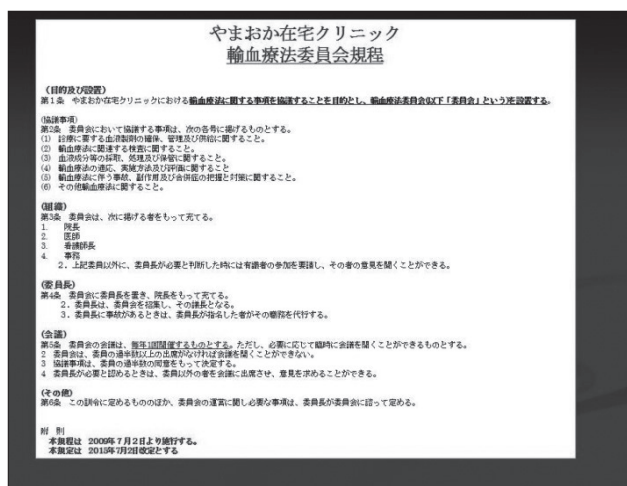 やまおか在宅クリニック
輸血療法委員会規程
(目的及び設置)
第1条 やまおか在宅クリニックにおける輸血療法に関する事項を協議することを目的とし、輸血療法委員会(以下「委員会」という)を設置する。
(協議事項)
第2条 委員会において協議する事項は、次の各号に掲げるものとする。
(1) 診療に要する血液製剤の確保、管理及び供給に関すること。
(2) 輸血療法に関連する検査に関すること。
(3) 血液成分等の採取、処理及び保管に関すること
(4) 輸血療法の適応、実施方法及び評価に関すること
(5) 輸血療法に伴う事故、副作用及び合併症の把握と対策に関すること。
(6) その他輸血療法に関すること。
(組織)
第3条 委員会は、次に掲げる者をもって充てる。
1. 院長
2. 医師
3. 看護師長
4. 事務
2.上記委員以外に、委員長が必要と判断した時には有識者の参加を要請し、その者の意見を聞くことができる。
(委員長)
第4条 委員会に委員長を置き、院長をもって充てる。
2.委員長は、委員会を招集し、その議長となる。
3.委員長に事故があるときは、委員長が指名した者がその職務を代行する。
(会議)
第5条 委員会の会議は、毎年1回開催するものとする。ただし、必要に応じて臨時に会議を開くことができるものとする。
2 委員会は、委員の過半数以上の出席がなければ会議を開くことができない。
3 協議事項は、委員の過半数の同意をもって決定する。
4 委員長が必要と認めるときは、委員以外の者を会議に出席させ、意見を求めることができる。
(その他)
第6条 この訓令に定めるもののほか、委員会の運営に関し必要な事項は、委員長が委員会に諮って定める。
附 則
本規程は 2009年7月2日より施行する。
本規定は 2015年7月2日改定とする